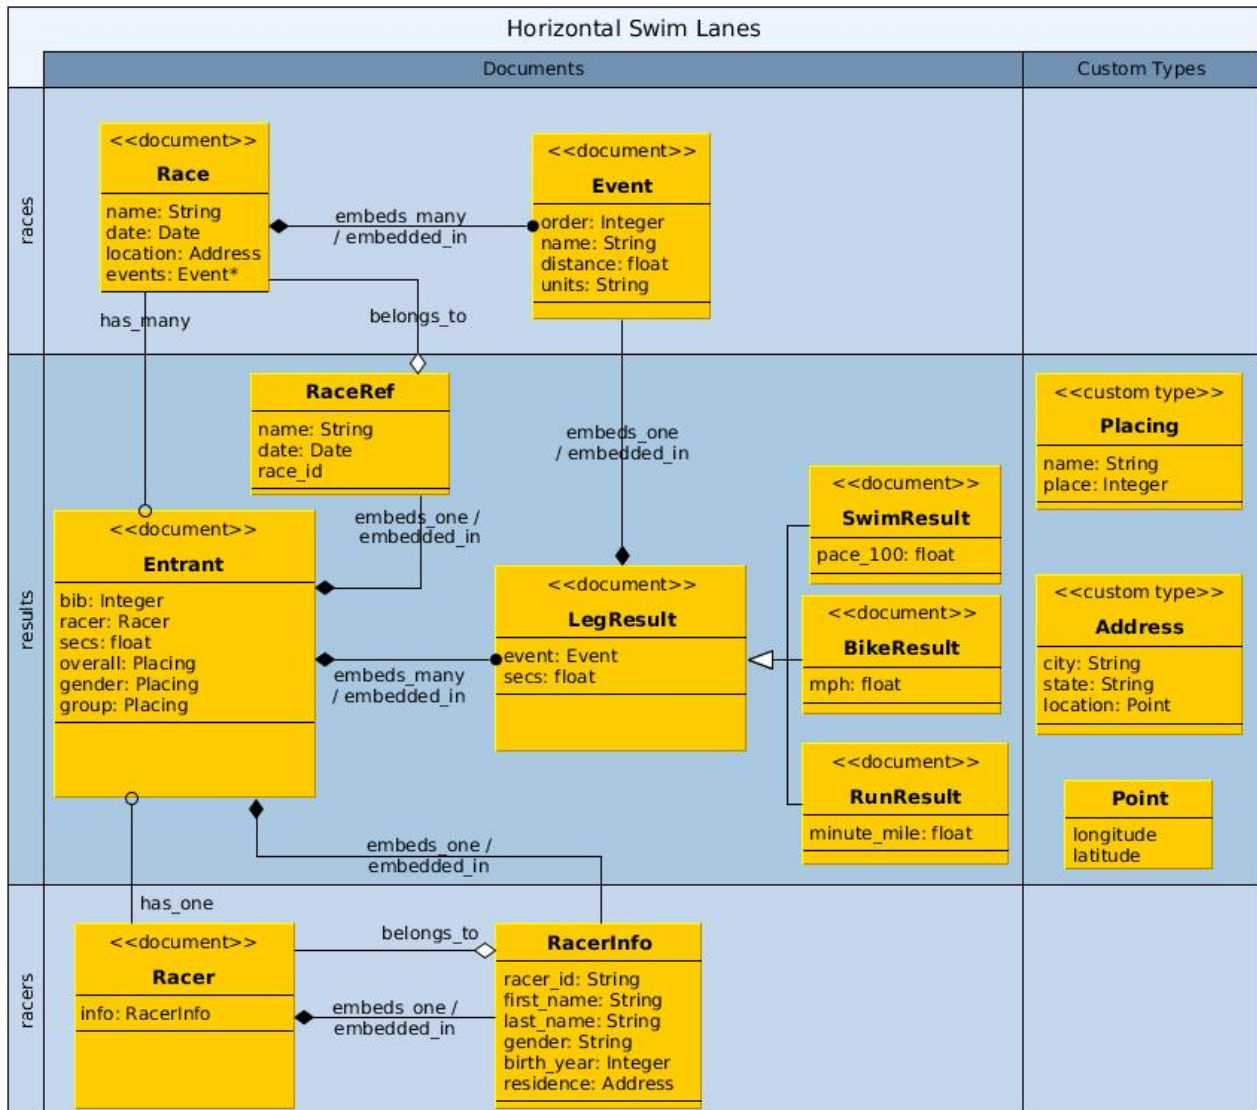 Horizontal Swim Lanes
Documents
Custom Types
races
<<document>>
Race
name: String
date: Date
location: Address
events: Event*
embeds_many
/ embedded_in
<<document>>
Event
order: Integer
name: String
distance: float
units: String
has_many
belongs_to
results
RaceRef
name: String
date: Date
race_id
embeds_one
/ embedded_in
<<custom type>>
Placing
name: String
place: Integer
<<document>>
SwimResult
pace_100: float
embeds_one /
embedded_in
<<document>>
Entrant
bib: Integer
racer: Racer
secs: float
overall: Placing
gender: Placing
group: Placing
embeds_many
/ embedded_in
<<document>>
LegResult
event: Event
secs: float
<<document>>
BikeResult
mph: float
<<custom type>>
Address
city: String
state: String
location: Point
<<document>>
RunResult
minute_mile: float
Point
longitude
latitude
embeds_one /
embedded_in
racers
has_one
<<document>>
Racer
info: RacerInfo
belongs_to
embeds_one /
embedded_in
RacerInfo
racer_id: String
first_name: String
last_name: String
gender: String
birth_year: Integer
residence: Address